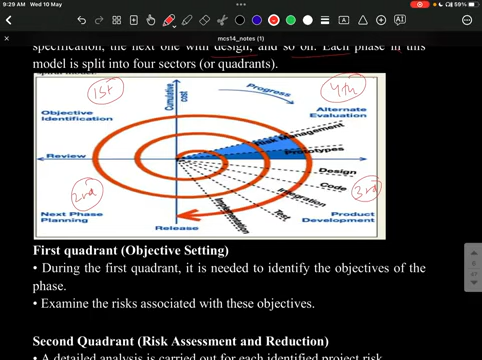 9:29 AM Wed 10 May
61%
mcs14_notes (1)
specification, the next one with design, and so on. Each phase in this
model is split into four sectors (or quadrants).
1st
4th
Cumulative cost
Progress
Objective Identification
Alternate Evaluation
Risk Management
Prototypes
Review
Design
Code
2nd
3rd
Integration
Test
Implementation
Next Phase Planning
Release
Product Development
First quadrant (Objective Setting)
• During the first quadrant, it is needed to identify the objectives of the
phase.
• Examine the risks associated with these objectives.
Second Quadrant (Risk Assessment and Reduction)
• A detailed analysis is carried out for each identified project risk.